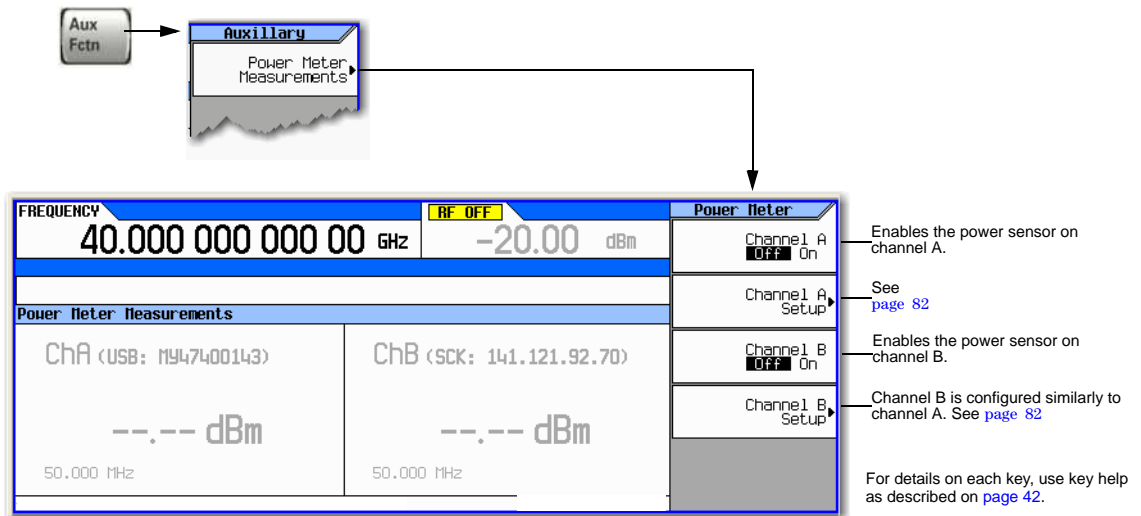 Aux
Fctn
Auxillary
Power Meter
Measurements
FREQUENCY
40.000 000 000 00 GHz
RF OFF
-20.00 dBm
Power Meter Measurements
ChA (USB: MY47400143)
--.-- dBm
50.000 MHz
ChB (SCK: 141.121.92.70)
--.-- dBm
50.000 MHz
Power Meter
Channel A
Off On
Channel A
Setup
Channel B
Off On
Channel B
Setup
Enables the power sensor on
channel A.
See
page 82
Enables the power sensor on
channel B.
Channel B is configured similarly to
channel A. See page 82
For details on each key, use key help
as described on page 42.